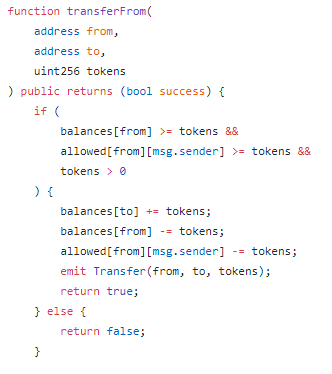 function transferFrom(
    address from,
    address to,
    uint256 tokens
) public returns (bool success) {
    if (
        balances[from] >= tokens &&
        allowed[from][msg.sender] >= tokens &&
        tokens > 0
    ) {
        balances[to] += tokens;
        balances[from] -= tokens;
        allowed[from][msg.sender] -= tokens;
        emit Transfer(from, to, tokens);
        return true;
    } else {
        return false;
    }